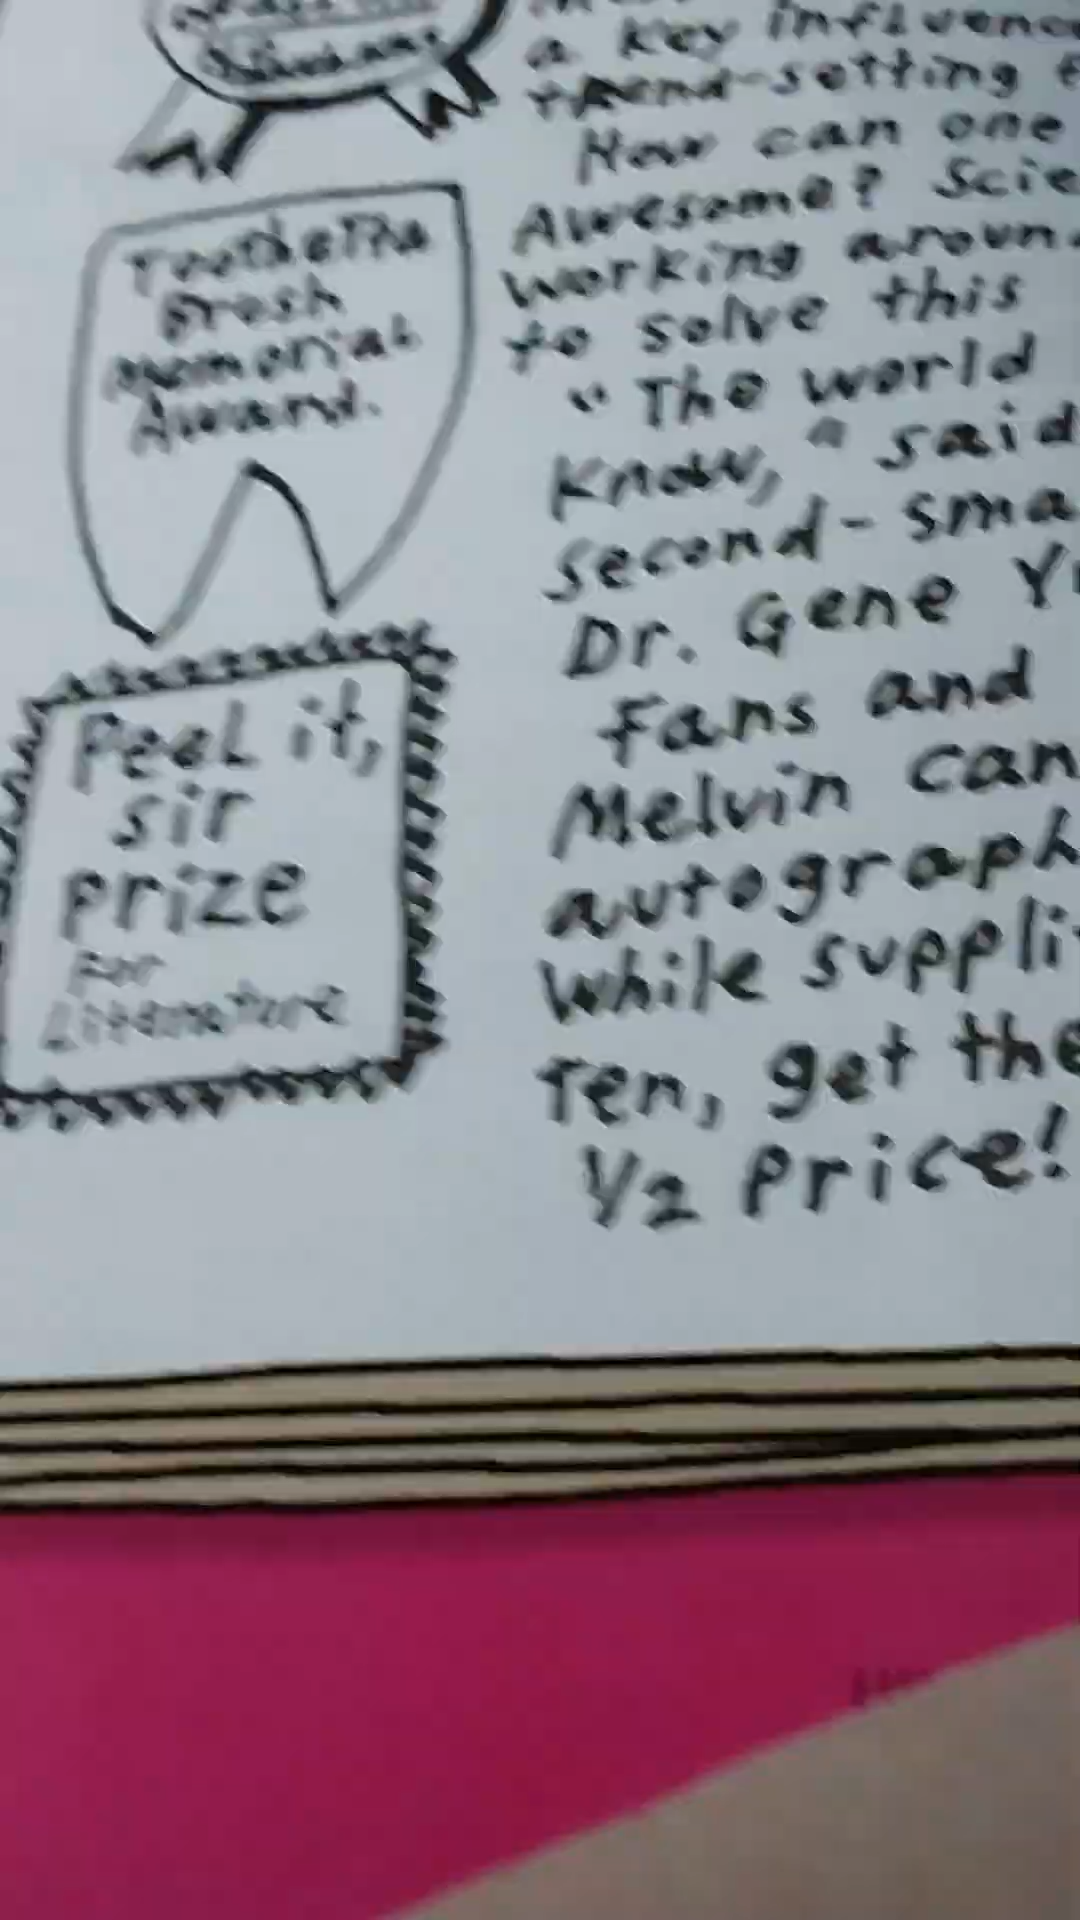 a key influenc
trend-setting
How can one
Awesome? Scie
working aroun
to solve this
"The world
know," said
second-sma
Dr. Gene Y
Fans and
Melvin can
autograph
while suppli
Ten, get the
1/2 price!
Brush
Memorial
Award.
Peel it,
sir
prize
For
Literature